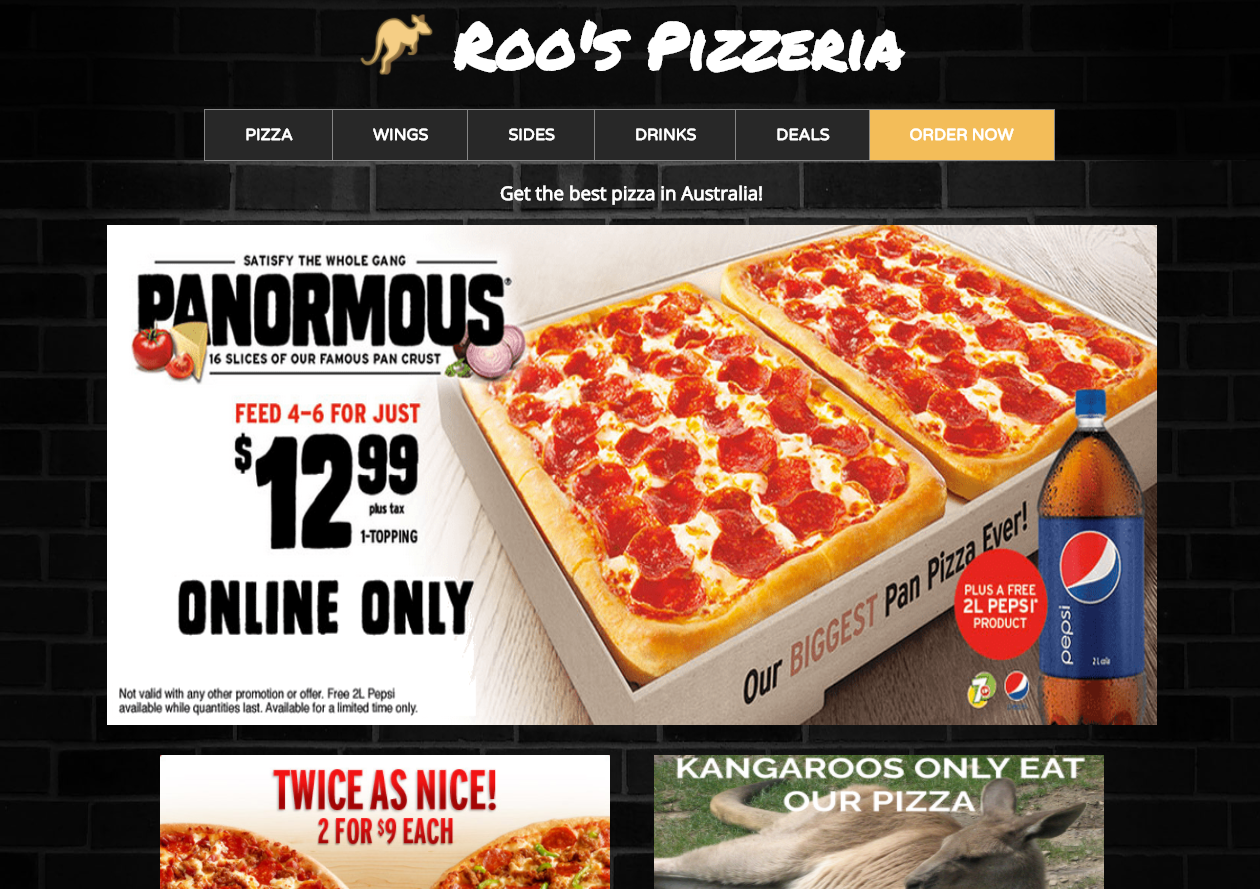 Roo's Pizzeria
PIZZA
WINGS
SIDES
DRINKS
DEALS
ORDER NOW
Get the best pizza in Australia!
SATISFY THE WHOLE GANG
PANORMOUS®
16 SLICES OF OUR FAMOUS PAN CRUST
FEED 4-6 FOR JUST
$12.99
plus tax
1-TOPPING
ONLINE ONLY
Not valid with any other promotion or offer. Free 2L Pepsi
available while quantities last. Available for a limited time only.
Our BIGGEST Pan Pizza Ever!
PLUS A FREE
2L PEPSI*
PRODUCT
pepsi
2L cola
7UP
TWICE AS NICE!
2 FOR $9 EACH
KANGAROOS ONLY EAT
OUR PIZZA